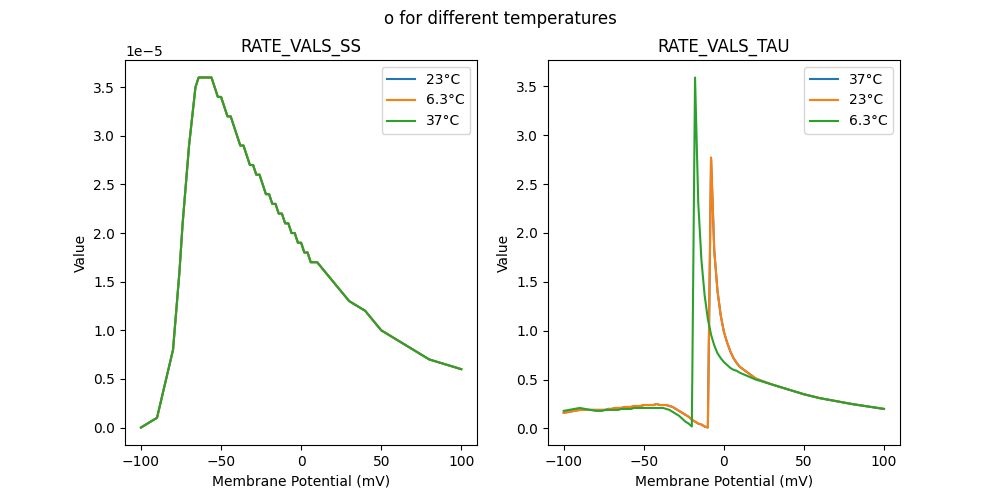 o for different temperatures
RATE_VALS_SS
1e−5
23°C
6.3°C
37°C
3.5
3.0
2.5
2.0
1.5
1.0
0.5
0.0
Value
−100
−50
0
50
100
Membrane Potential (mV)
RATE_VALS_TAU
37°C
23°C
6.3°C
3.5
3.0
2.5
2.0
1.5
1.0
0.5
0.0
Value
−100
−50
0
50
100
Membrane Potential (mV)